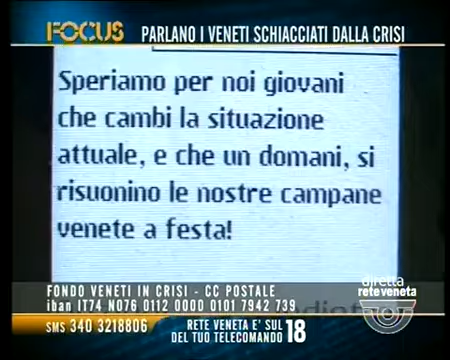 FOCUS
PARLANO I VENETI SCHIACCIATI DALLA CRISI
Speriamo per noi giovani
che cambi la situazione
attuale, e che un domani, si
risuonino le nostre campane
venete a festa!
FONDO VENETI IN CRISI - CC POSTALE
iban IT74 N076 0112 0000 0101 7942 739
diretta
reteveneta
SMS 340 3218806
RETE VENETA E' SUL
DEL TUO TELECOMANDO 18